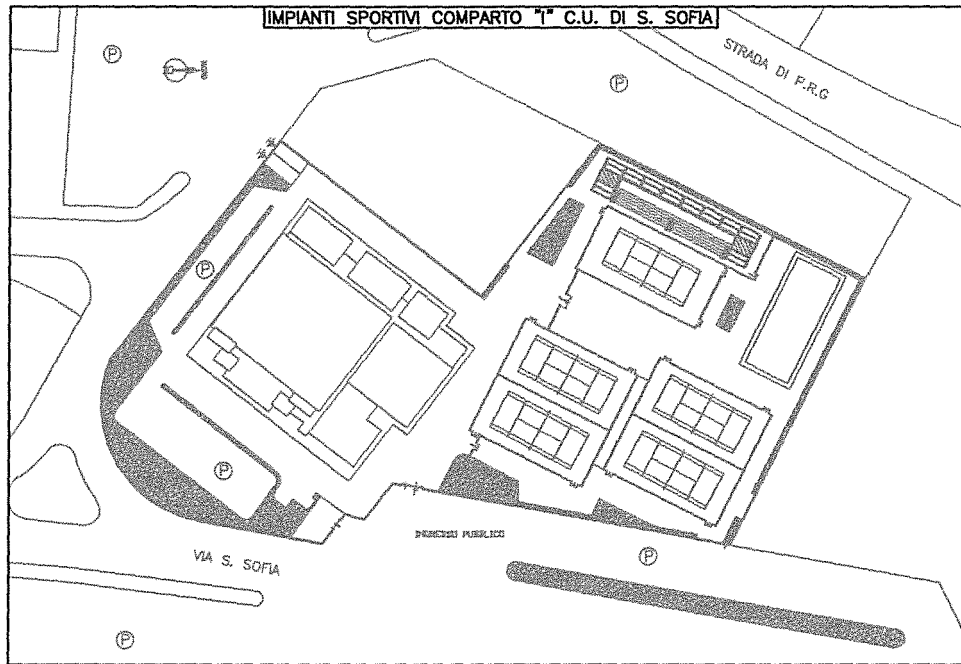 IMPIANTI SPORTIVI COMPARTO "I" C.U. DI S. SOFIA
STRADA DI P.R.G
P
P
P
P
INGRESSO PUBBLICO
P
VIA S. SOFIA
P